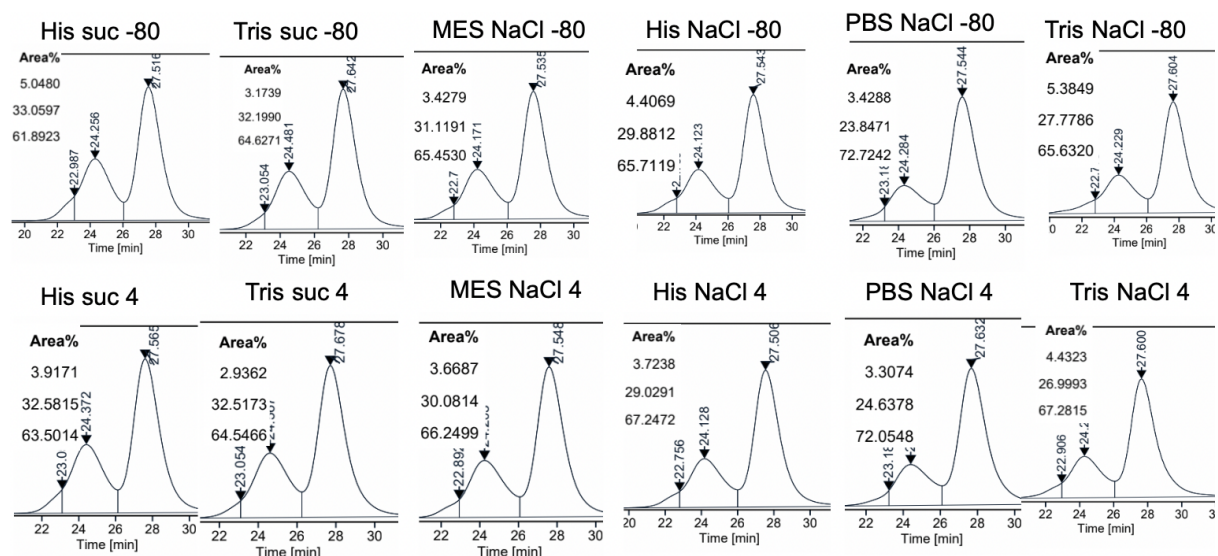 His suc -80
Area%
5.0480
33.0597
61.8923
22.987
24.256
27.516
20 22 24 26 28 30
Time [min]
Tris suc -80
Area%
3.1739
32.1990
64.6271
23.054
24.481
27.642
22 24 26 28 30
Time [min]
MES NaCl -80
Area%
3.4279
31.1191
65.4530
22.7
24.171
27.535
22 24 26 28 30
Time [min]
His NaCl -80
Area%
4.4069
29.8812
65.7119
24.123
27.543
22 24 26 28 30
Time [min]
PBS NaCl -80
Area%
3.4288
23.8471
72.7242
24.284
27.544
22 24 26 28 30
Time [min]
Tris NaCl -80
Area%
5.3849
27.7786
65.6320
22.7
24.229
27.604
0 22 24 26 28 30
Time [min]
His suc 4
Area%
3.9171
32.5815
63.5014
23.0
24.372
27.565
22 24 26 28 30
Time [min]
Tris suc 4
Area%
2.9362
32.5173
64.5466
23.054
27.678
22 24 26 28 30
Time [min]
MES NaCl 4
Area%
3.6687
30.0814
66.2499
27.548
22 24 26 28 30
Time [min]
His NaCl 4
Area%
3.7238
29.0291
67.2472
22.756
24.128
27.506
20 22 24 26 28 30
Time [min]
PBS NaCl 4
Area%
3.3074
24.6378
72.0548
27.632
22 24 26 28 30
Time [min]
Tris NaCl 4
Area%
4.4323
26.9993
67.2815
22.906
27.600
22 24 26 28 30
Time [min]